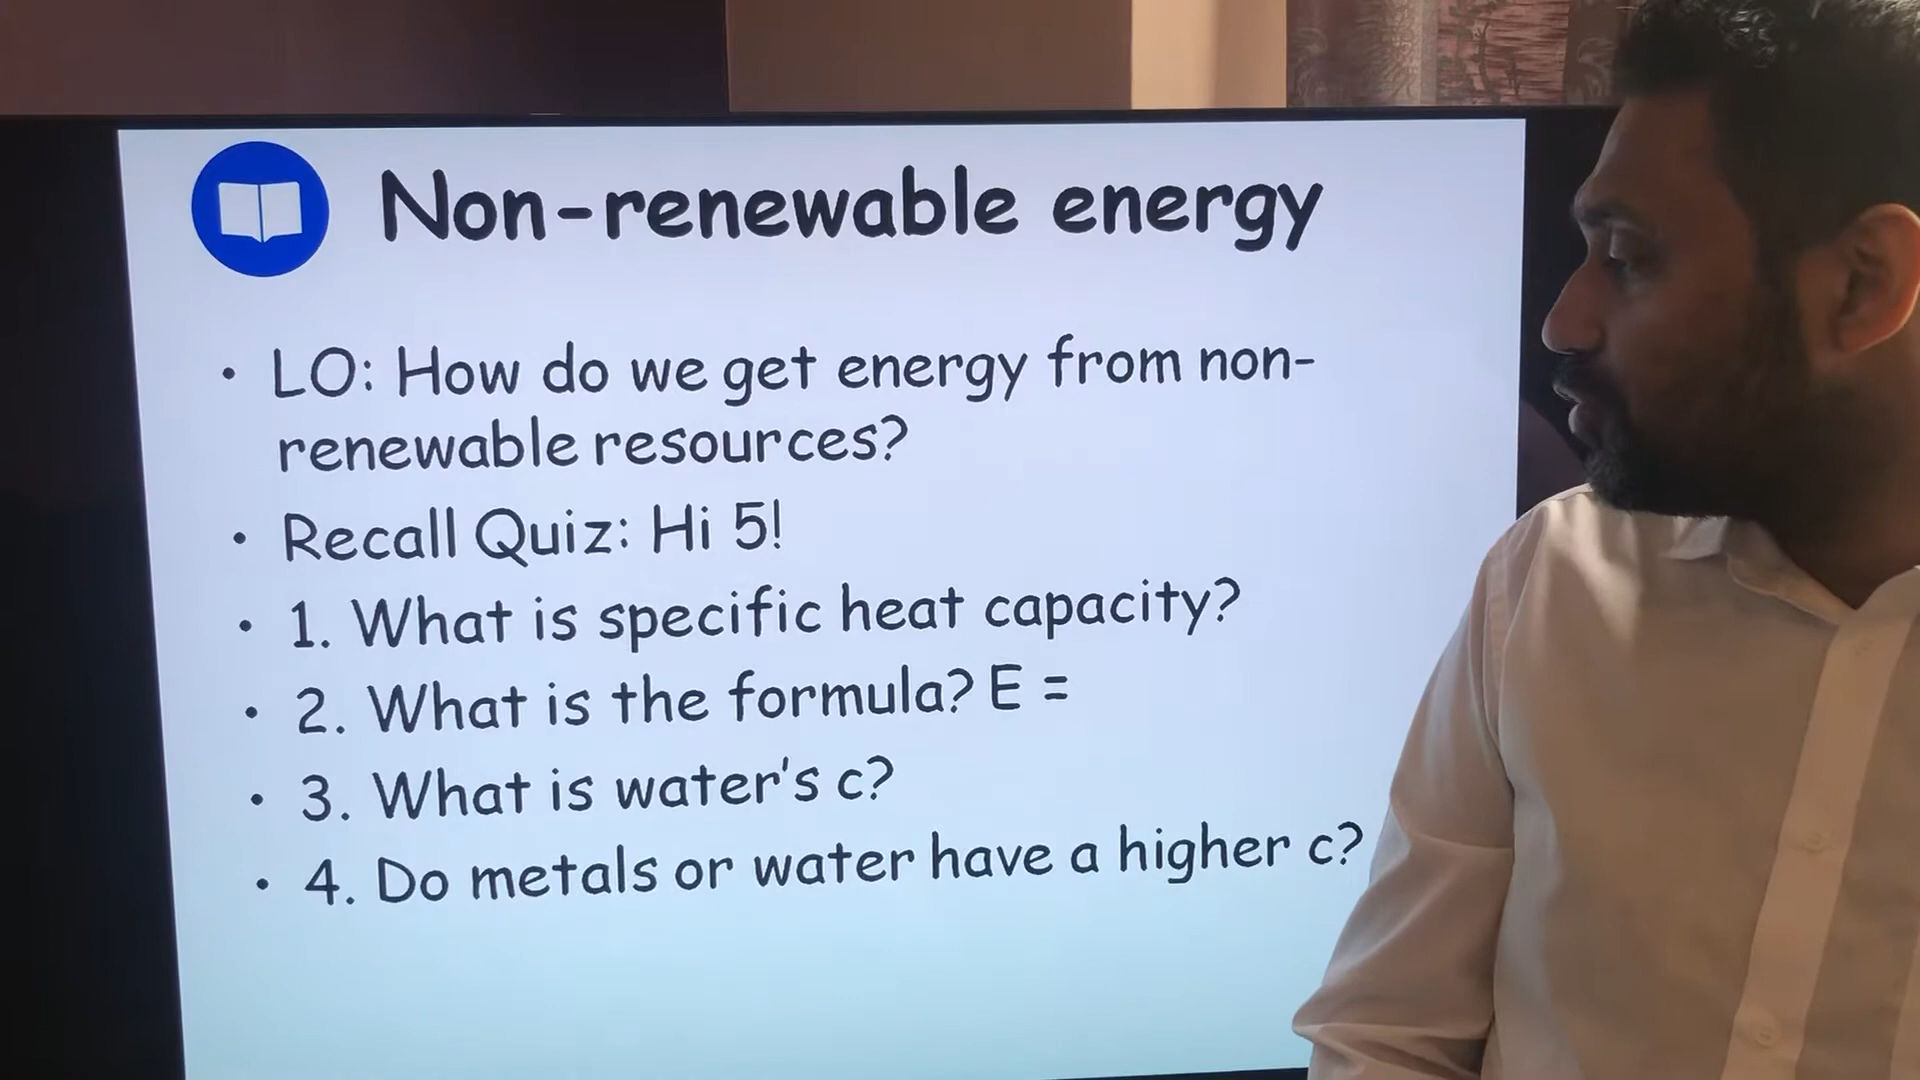 Non-renewable energy
• LO: How do we get energy from non-
renewable resources?
• Recall Quiz: Hi 5!
• 1. What is specific heat capacity?
• 2. What is the formula? E =
• 3. What is water's c?
• 4. Do metals or water have a higher c?